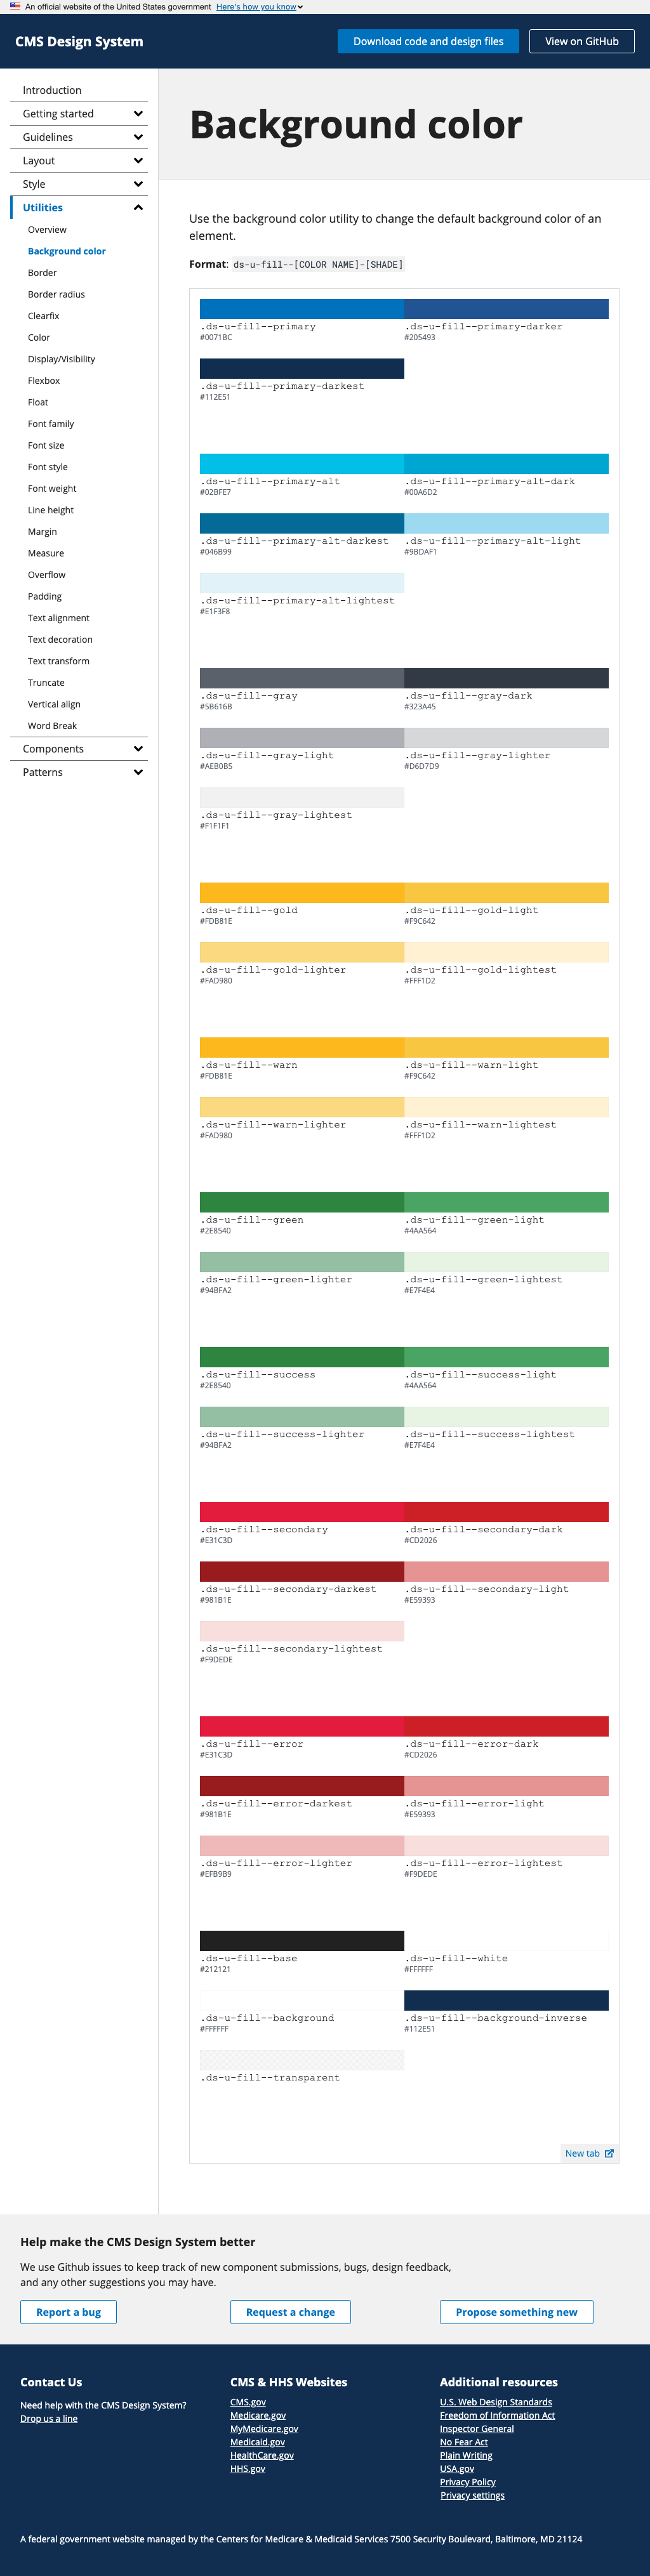 An official website of the United States government Here's how you know
CMS Design System
Download code and design files
View on GitHub
Introduction
Getting started
Guidelines
Layout
Style
Utilities
Overview
Background color
Border
Border radius
Clearfix
Color
Display/Visibility
Flexbox
Float
Font family
Font size
Font style
Font weight
Line height
Margin
Measure
Overflow
Padding
Text alignment
Text decoration
Text transform
Truncate
Vertical align
Word Break
Components
Patterns
Background color
Use the background color utility to change the default background color of an
element.
Format: ds-u-fill--[COLOR NAME]-[SHADE]
.ds-u-fill--primary
#0071BC
.ds-u-fill--primary-darker
#205493
.ds-u-fill--primary-darkest
#112E51
.ds-u-fill--primary-alt
#02BFE7
.ds-u-fill--primary-alt-dark
#00A6D2
.ds-u-fill--primary-alt-darkest
#046B99
.ds-u-fill--primary-alt-light
#9BDAF1
.ds-u-fill--primary-alt-lightest
#E1F3F8
.ds-u-fill--gray
#5B616B
.ds-u-fill--gray-dark
#323A45
.ds-u-fill--gray-light
#AEB0B5
.ds-u-fill--gray-lighter
#D6D7D9
.ds-u-fill--gray-lightest
#F1F1F1
.ds-u-fill--gold
#FDB81E
.ds-u-fill--gold-light
#F9C642
.ds-u-fill--gold-lighter
#FAD980
.ds-u-fill--gold-lightest
#FFF1D2
.ds-u-fill--warn
#FDB81E
.ds-u-fill--warn-light
#F9C642
.ds-u-fill--warn-lighter
#FAD980
.ds-u-fill--warn-lightest
#FFF1D2
.ds-u-fill--green
#2E8540
.ds-u-fill--green-light
#4AA564
.ds-u-fill--green-lighter
#94BFA2
.ds-u-fill--green-lightest
#E7F4E4
.ds-u-fill--success
#2E8540
.ds-u-fill--success-light
#4AA564
.ds-u-fill--success-lighter
#94BFA2
.ds-u-fill--success-lightest
#E7F4E4
.ds-u-fill--secondary
#E31C3D
.ds-u-fill--secondary-dark
#CD2026
.ds-u-fill--secondary-darkest
#981B1E
.ds-u-fill--secondary-light
#E59393
.ds-u-fill--secondary-lightest
#F9DEDE
.ds-u-fill--error
#E31C3D
.ds-u-fill--error-dark
#CD2026
.ds-u-fill--error-darkest
#981B1E
.ds-u-fill--error-light
#E59393
.ds-u-fill--error-lighter
#EFB9B9
.ds-u-fill--error-lightest
#F9DEDE
.ds-u-fill--base
#212121
.ds-u-fill--white
#FFFFFF
.ds-u-fill--background
#FFFFFF
.ds-u-fill--background-inverse
#112E51
.ds-u-fill--transparent
New tab
Help make the CMS Design System better
We use Github issues to keep track of new component submissions, bugs, design feedback,
and any other suggestions you may have.
Report a bug
Request a change
Propose something new
Contact Us
Need help with the CMS Design System?
Drop us a line
CMS & HHS Websites
CMS.gov
Medicare.gov
MyMedicare.gov
Medicaid.gov
HealthCare.gov
HHS.gov
Additional resources
U.S. Web Design Standards
Freedom of Information Act
Inspector General
No Fear Act
Plain Writing
USA.gov
Privacy Policy
Privacy settings
A federal government website managed by the Centers for Medicare & Medicaid Services 7500 Security Boulevard, Baltimore, MD 21124